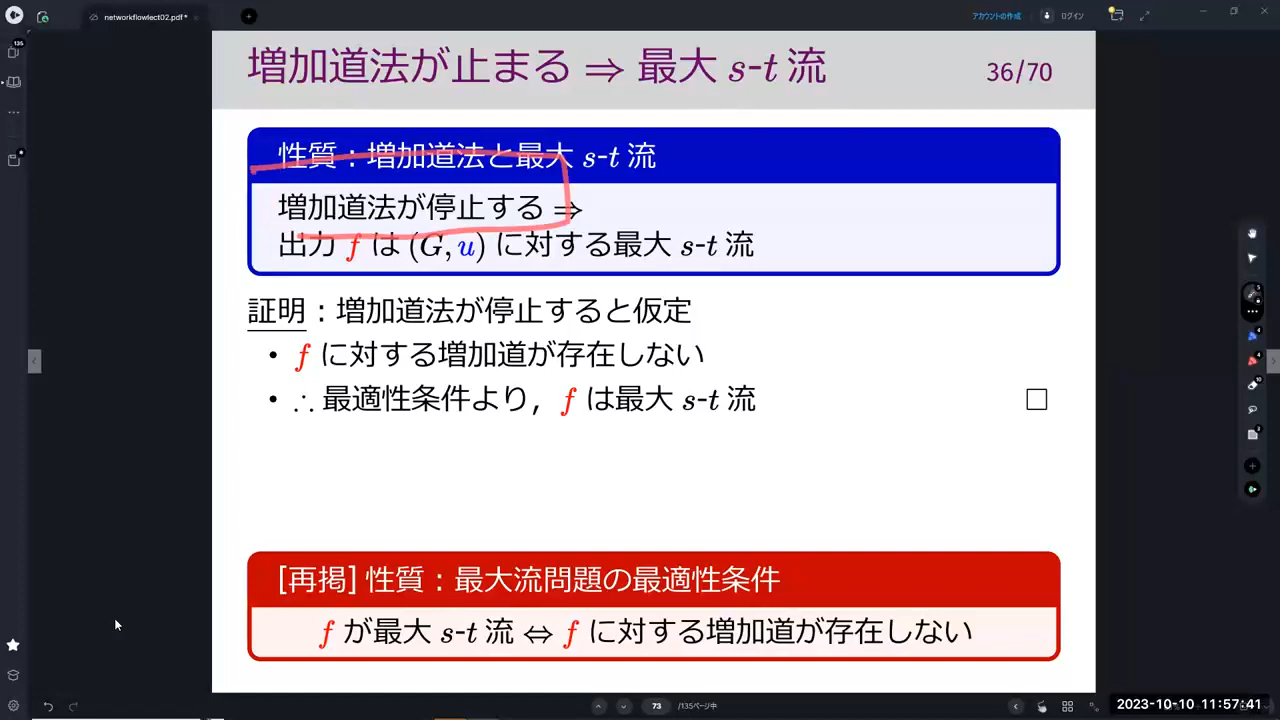 135
networkflowlect02.pdf*
アカウントの作成
ログイン
増加道法が止まる ⇒ 最大 s-t 流
36/70
性質：増加道法と最大 s-t 流
増加道法が停止する ⇒
出力 f は (G, u) に対する最大 s-t 流
証明：増加道法が停止すると仮定
• f に対する増加道が存在しない
• ∴ 最適性条件より，f は最大 s-t 流
□
[再掲] 性質：最大流問題の最適性条件
f が最大 s-t 流 ⇔ f に対する増加道が存在しない
73
/135ページ中
2023-10-10 11:57:41